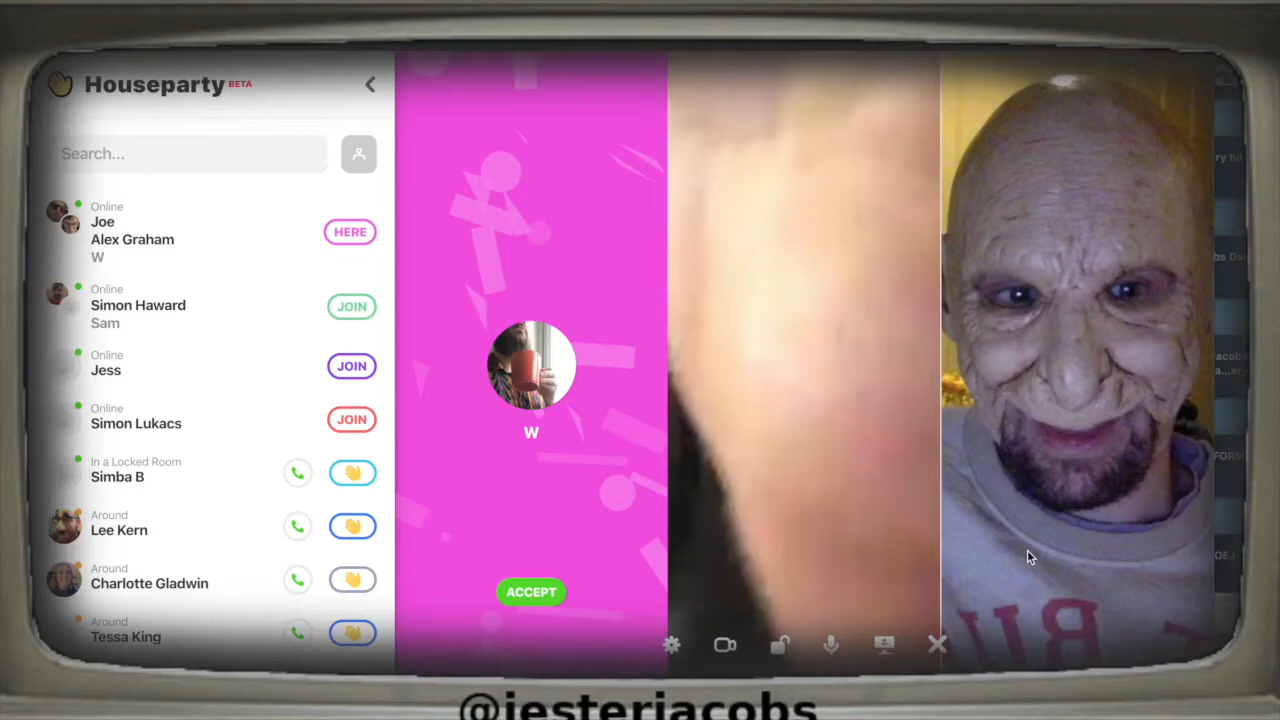 Houseparty BETA
Search...
Online
Joe
Alex Graham
W
HERE
Online
Simon Haward
Sam
JOIN
Online
Jess
JOIN
Online
Simon Lukacs
JOIN
In a Locked Room
Simba B
Around
Lee Kern
Around
Charlotte Gladwin
Around
Tessa King
W
ACCEPT
@jesterjacobs